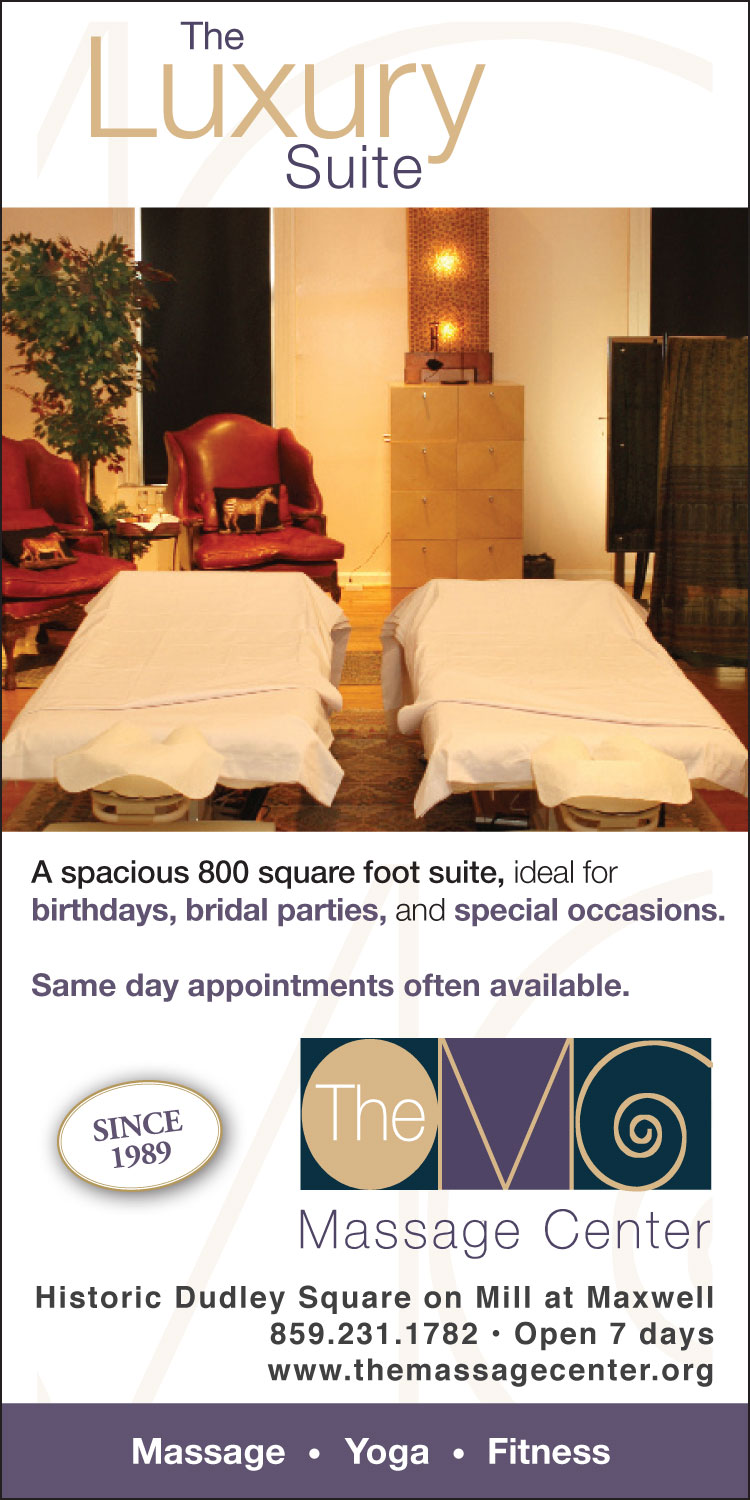 The
Luxury
Suite
A spacious 800 square foot suite, ideal for
birthdays, bridal parties, and special occasions.
Same day appointments often available.
SINCE
1989
The MC
Massage Center
Historic Dudley Square on Mill at Maxwell
859.231.1782 • Open 7 days
www.themassagecenter.org
Massage • Yoga • Fitness